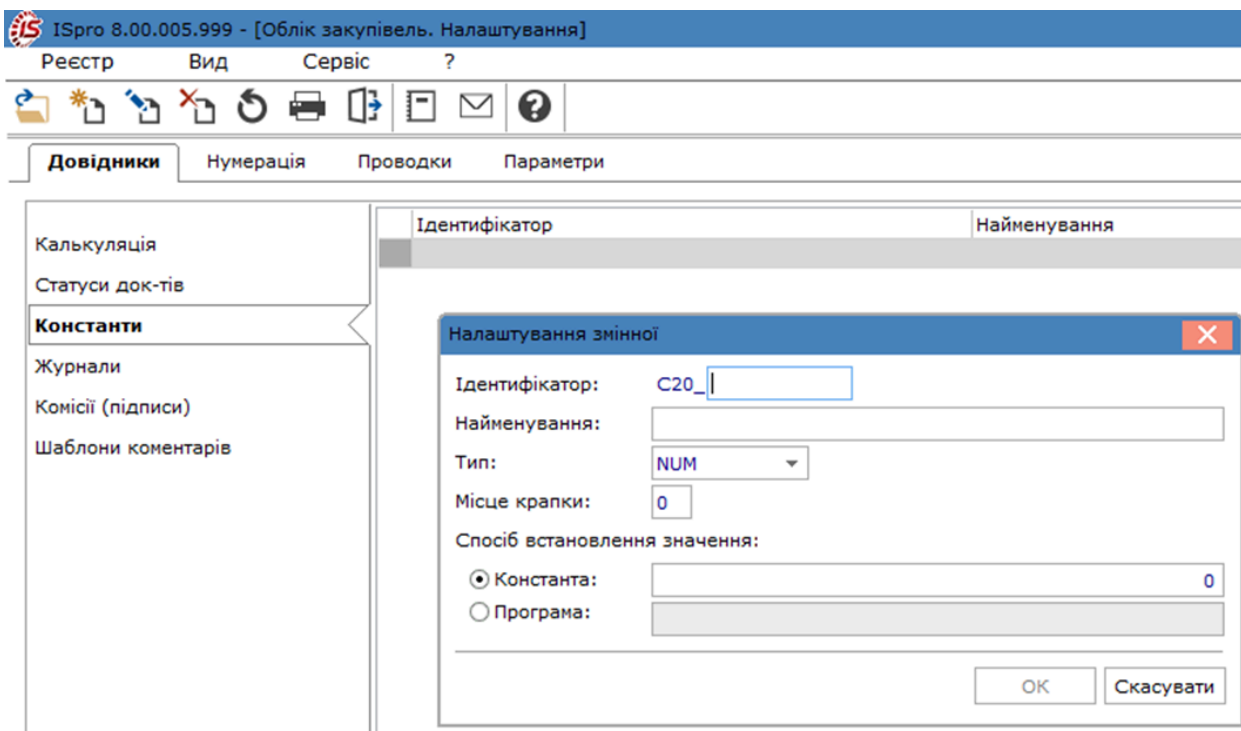 ISpro 8.00.005.999 - [Облік закупівель. Налаштування]
Реєстр Вид Сервіс ?
Довідники Нумерація Проводки Параметри
Ідентифікатор Найменування
Калькуляція
Статуси док-тів
Константи
Журнали
Комісії (підписи)
Шаблони коментарів
Налаштування змінної
Ідентифікатор: C20_
Найменування:
Тип: NUM
Місце крапки: 0
Спосіб встановлення значення:
Константа: 0
Програма:
OK Скасувати